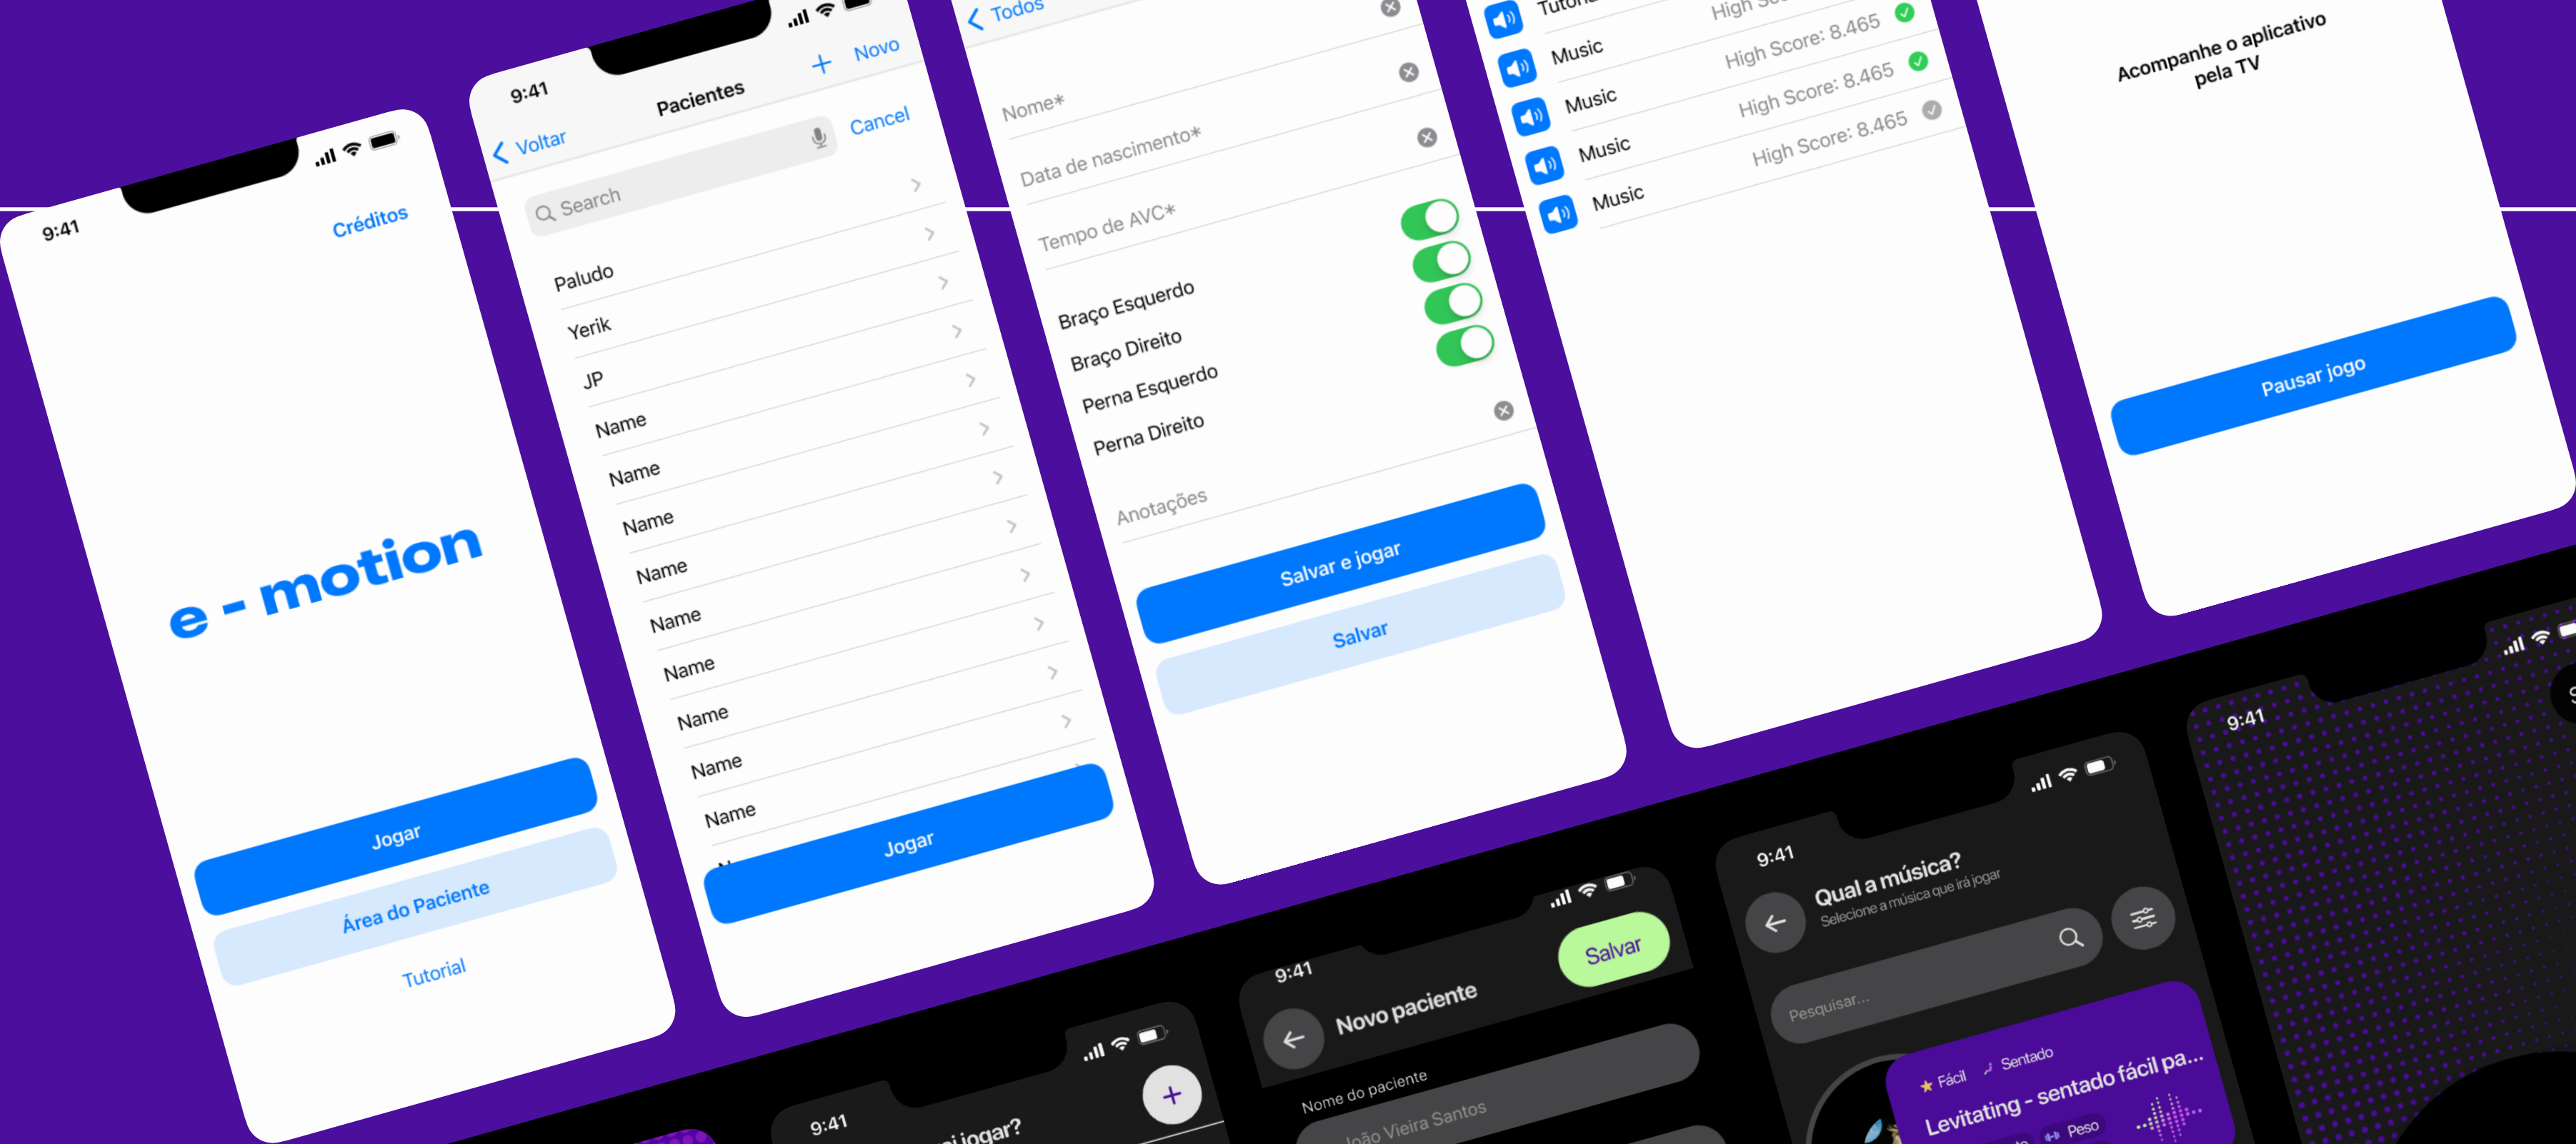 9:41
Créditos
e - motion
Jogar
Área do Paciente
Tutorial
9:41
Voltar
Pacientes
Novo
Search
Cancel
Paludo
Yerik
JP
Name
Name
Name
Name
Name
Name
Name
Name
Name
Jogar
Todos
Nome*
Data de nascimento*
Tempo de AVC*
Braço Esquerdo
Braço Direito
Perna Esquerdo
Perna Direito
Anotações
Salvar e jogar
Salvar
High
Music High Score: 8.465
Music High Score: 8.465
Music High Score: 8.465
Music
Acompanhe o aplicativo
pela TV
Pausar jogo
9:41
jogar?
9:41
Novo paciente
Salvar
Nome do paciente
João Vieira Santos
9:41
Qual a música?
Selecione a música que irá jogar
Pesquisar...
Fácil Sentado
Levitating - sentado fácil pa...
Peso
9:41